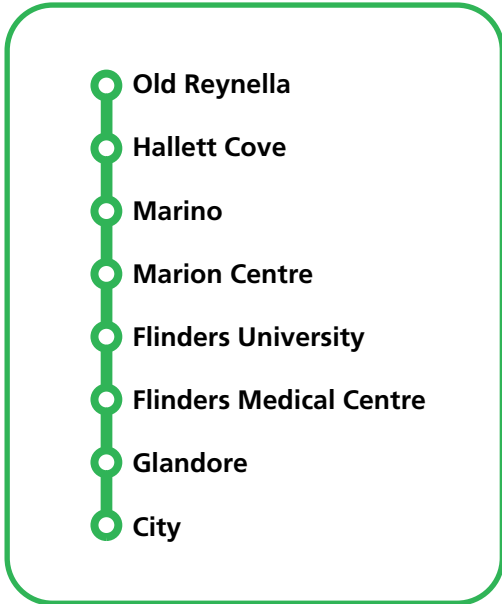 Old Reynella
Hallett Cove
Marino
Marion Centre
Flinders University
Flinders Medical Centre
Glandore
City